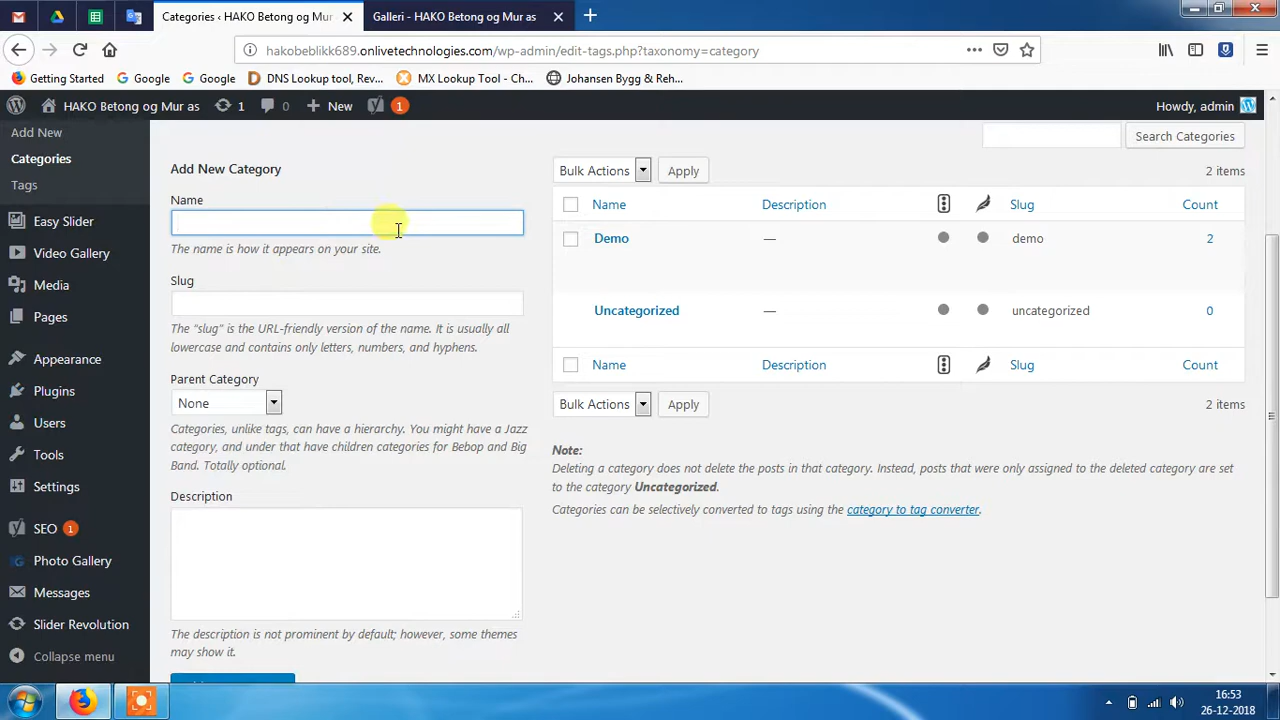 Categories ‹ HAKO Betong og Mur
Galleri - HAKO Betong og Mur as
hakobeblikk689.onlivetechnologies.com/wp-admin/edit-tags.php?taxonomy=category
Getting Started
Google
Google
DNS Lookup tool, Rev...
MX Lookup Tool - Ch...
Johansen Bygg & Reh...
HAKO Betong og Mur as
1
0
New
1
Howdy, admin
Add New
Categories
Tags
Easy Slider
Video Gallery
Media
Pages
Appearance
Plugins
Users
Tools
Settings
SEO 1
Photo Gallery
Messages
Slider Revolution
Collapse menu
Search Categories
Add New Category
Name
The name is how it appears on your site.
Slug
The "slug" is the URL-friendly version of the name. It is usually all
lowercase and contains only letters, numbers, and hyphens.
Parent Category
None
Categories, unlike tags, can have a hierarchy. You might have a Jazz
category, and under that have children categories for Bebop and Big
Band. Totally optional.
Description
The description is not prominent by default; however, some themes
may show it.
Bulk Actions
Apply
2 items
Name Description Slug Count
Demo — demo 2
Uncategorized — uncategorized 0
Name Description Slug Count
Bulk Actions
Apply
2 items
Note:
Deleting a category does not delete the posts in that category. Instead, posts that were only assigned to the deleted category are set
to the category Uncategorized.
Categories can be selectively converted to tags using the category to tag converter.
16:53
26-12-2018